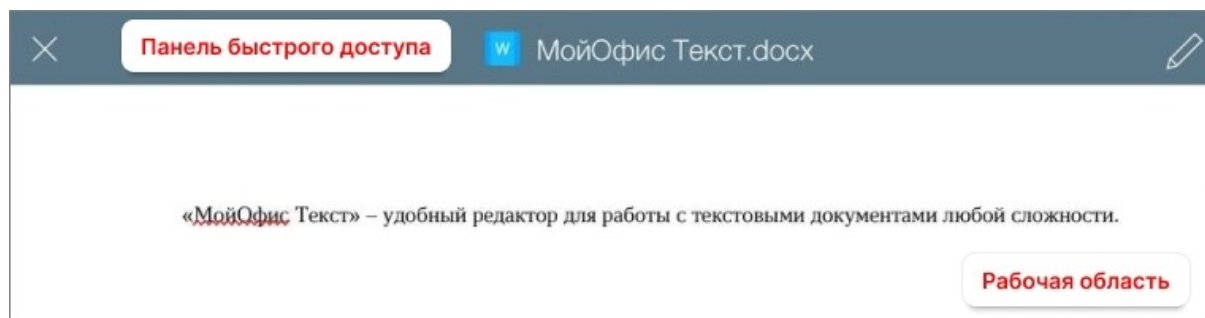 Панель быстрого доступа W МойОфис Текст.docx
«МойОфис Текст» – удобный редактор для работы с текстовыми документами любой сложности.
Рабочая область